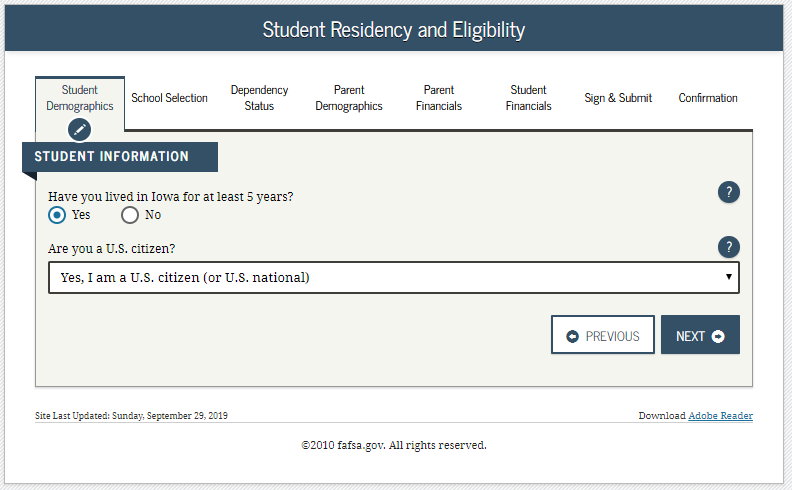 Student Residency and Eligibility
Student Demographics
School Selection
Dependency Status
Parent Demographics
Parent Financials
Student Financials
Sign & Submit
Confirmation
STUDENT INFORMATION
Have you lived in Iowa for at least 5 years?
?
Yes No
Are you a U.S. citizen?
?
Yes, I am a U.S. citizen (or U.S. national)
PREVIOUS
NEXT
Site Last Updated: Sunday, September 29, 2019
Download Adobe Reader
©2010 fafsa.gov. All rights reserved.